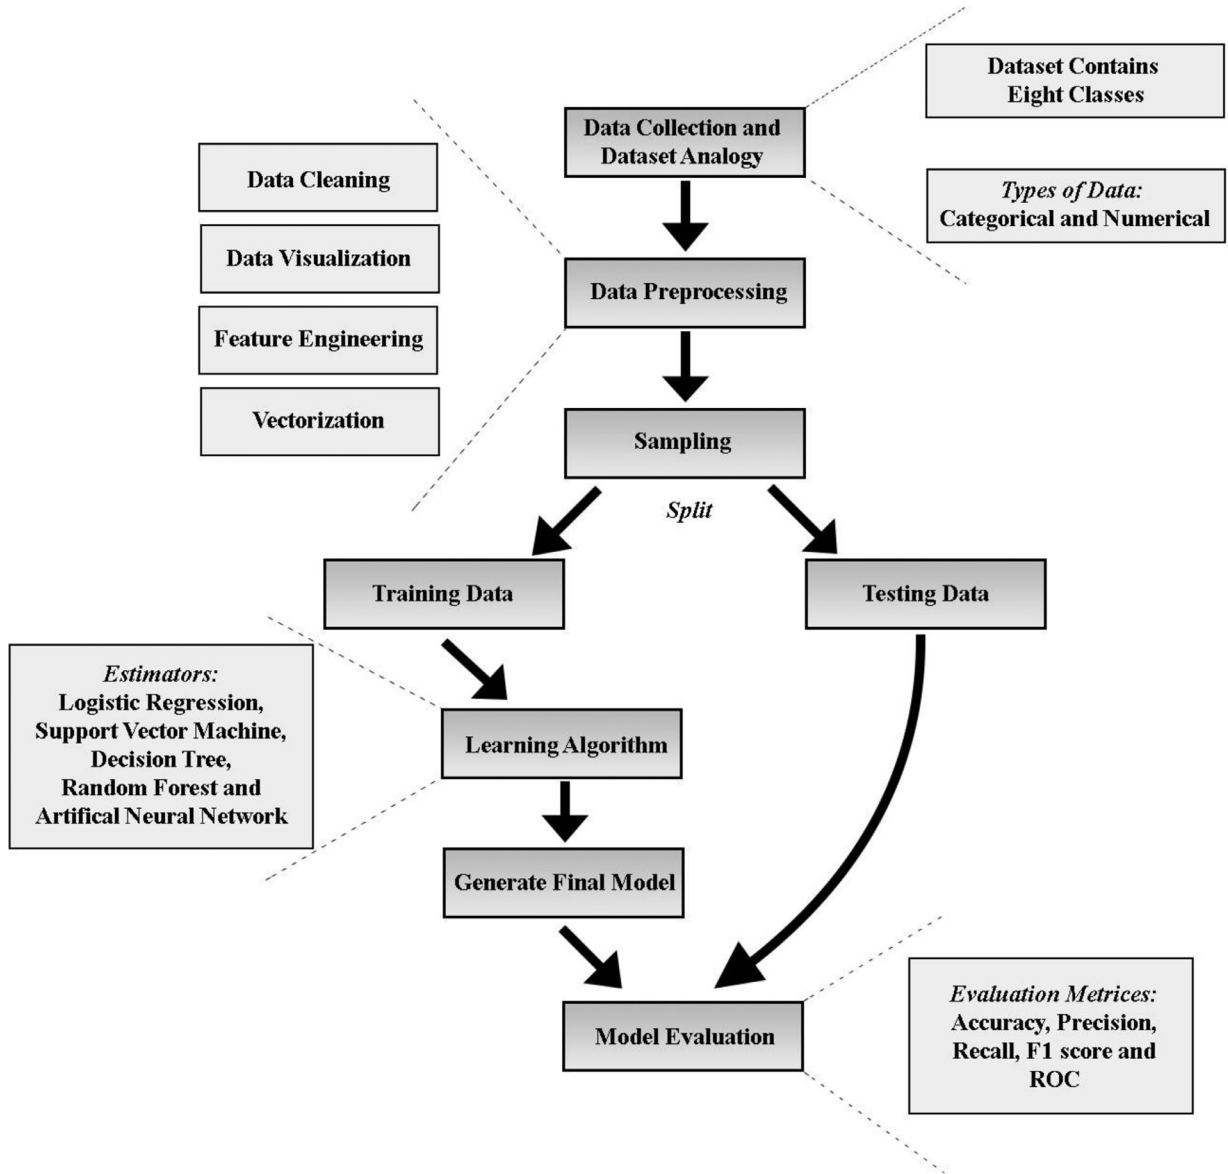 Dataset Contains
Eight Classes
Data Collection and
Dataset Analogy
Types of Data:
Categorical and Numerical
Data Cleaning
Data Visualization
Feature Engineering
Vectorization
Data Preprocessing
Sampling
Split
Training Data
Testing Data
Estimators:
Logistic Regression,
Support Vector Machine,
Decision Tree,
Random Forest and
Artifical Neural Network
Learning Algorithm
Generate Final Model
Model Evaluation
Evaluation Metrices:
Accuracy, Precision,
Recall, F1 score and
ROC